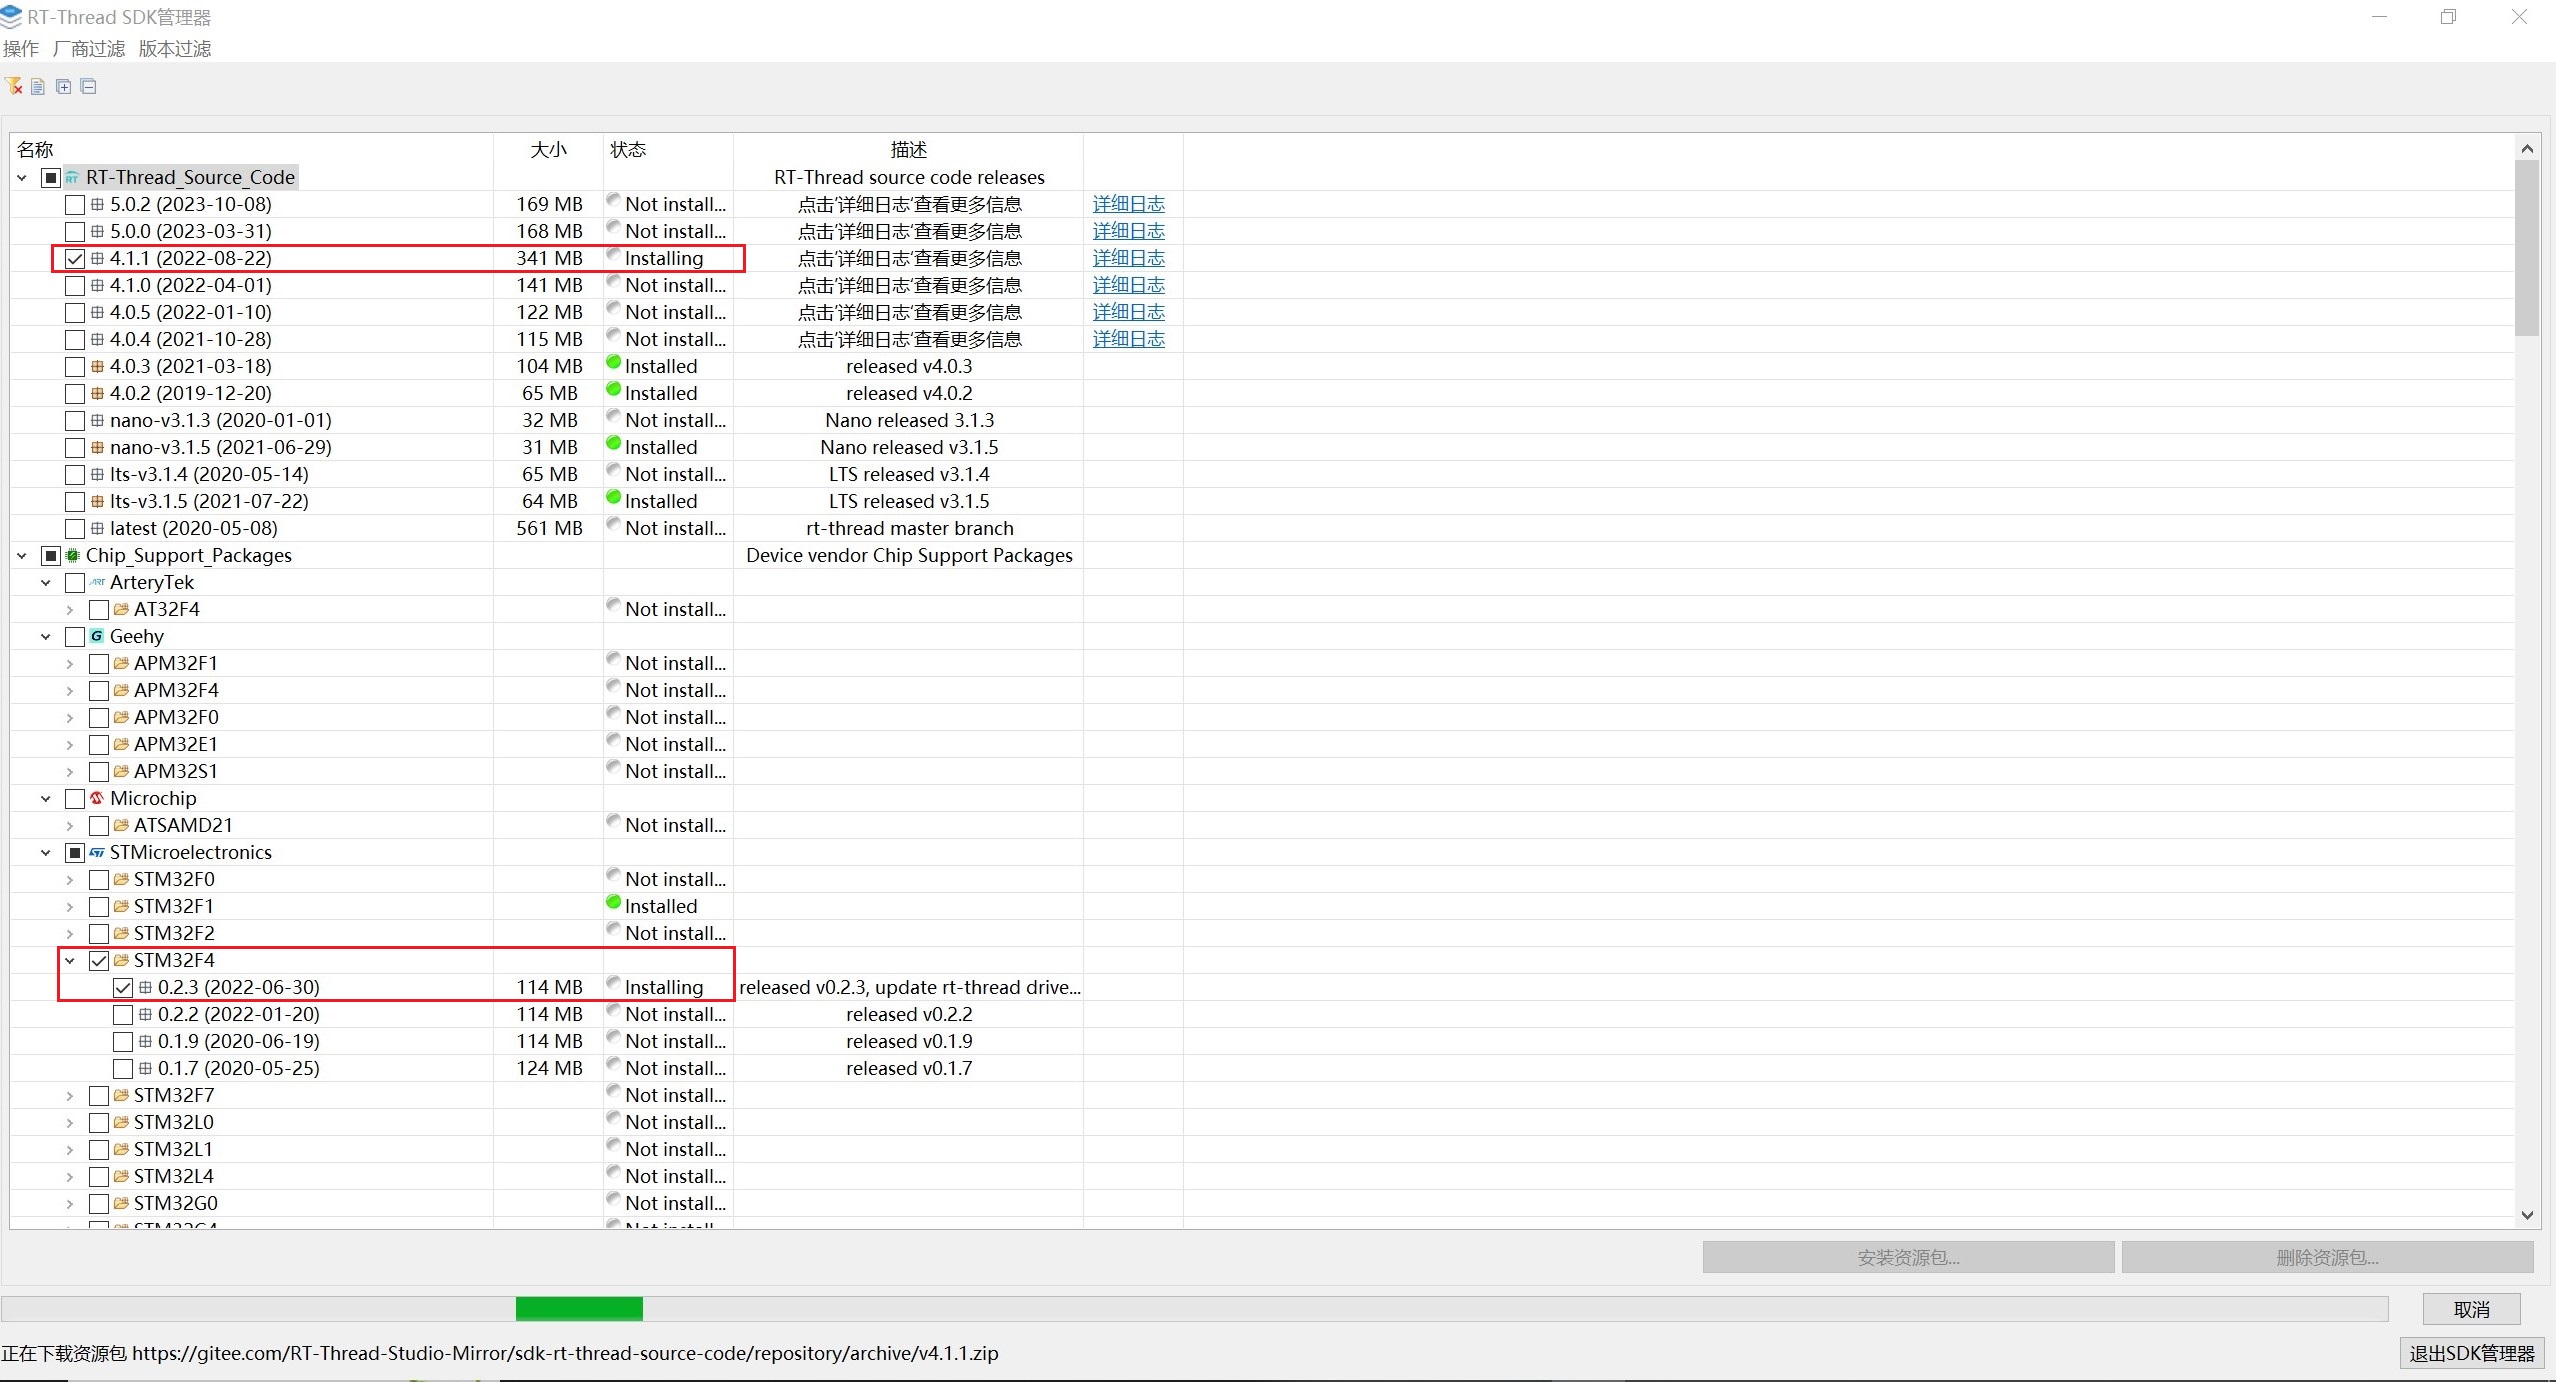 RT-Thread SDK管理器
操作 厂商过滤 版本过滤
名称 大小 状态 描述
RT-Thread_Source_Code RT-Thread source code releases
5.0.2 (2023-10-08) 169 MB Not install... 点击'详细日志'查看更多信息 详细日志
5.0.0 (2023-03-31) 168 MB Not install... 点击'详细日志'查看更多信息 详细日志
4.1.1 (2022-08-22) 341 MB Installing 点击'详细日志'查看更多信息 详细日志
4.1.0 (2022-04-01) 141 MB Not install... 点击'详细日志'查看更多信息 详细日志
4.0.5 (2022-01-10) 122 MB Not install... 点击'详细日志'查看更多信息 详细日志
4.0.4 (2021-10-28) 115 MB Not install... 点击'详细日志'查看更多信息 详细日志
4.0.3 (2021-03-18) 104 MB Installed released v4.0.3
4.0.2 (2019-12-20) 65 MB Installed released v4.0.2
nano-v3.1.3 (2020-01-01) 32 MB Not install... Nano released 3.1.3
nano-v3.1.5 (2021-06-29) 31 MB Installed Nano released v3.1.5
lts-v3.1.4 (2020-05-14) 65 MB Not install... LTS released v3.1.4
lts-v3.1.5 (2021-07-22) 64 MB Installed LTS released v3.1.5
latest (2020-05-08) 561 MB Not install... rt-thread master branch
Chip_Support_Packages Device vendor Chip Support Packages
ArteryTek
AT32F4 Not install...
Geehy
APM32F1 Not install...
APM32F4 Not install...
APM32F0 Not install...
APM32E1 Not install...
APM32S1 Not install...
Microchip
ATSAMD21 Not install...
STMicroelectronics
STM32F0 Not install...
STM32F1 Installed
STM32F2 Not install...
STM32F4
0.2.3 (2022-06-30) 114 MB Installing released v0.2.3, update rt-thread drive...
0.2.2 (2022-01-20) 114 MB Not install... released v0.2.2
0.1.9 (2020-06-19) 114 MB Not install... released v0.1.9
0.1.7 (2020-05-25) 124 MB Not install... released v0.1.7
STM32F7 Not install...
STM32L0 Not install...
STM32L1 Not install...
STM32L4 Not install...
STM32G0 Not install...
安装资源包... 删除资源包...
取消
正在下载资源包 https://gitee.com/RT-Thread-Studio-Mirror/sdk-rt-thread-source-code/repository/archive/v4.1.1.zip 退出SDK管理器